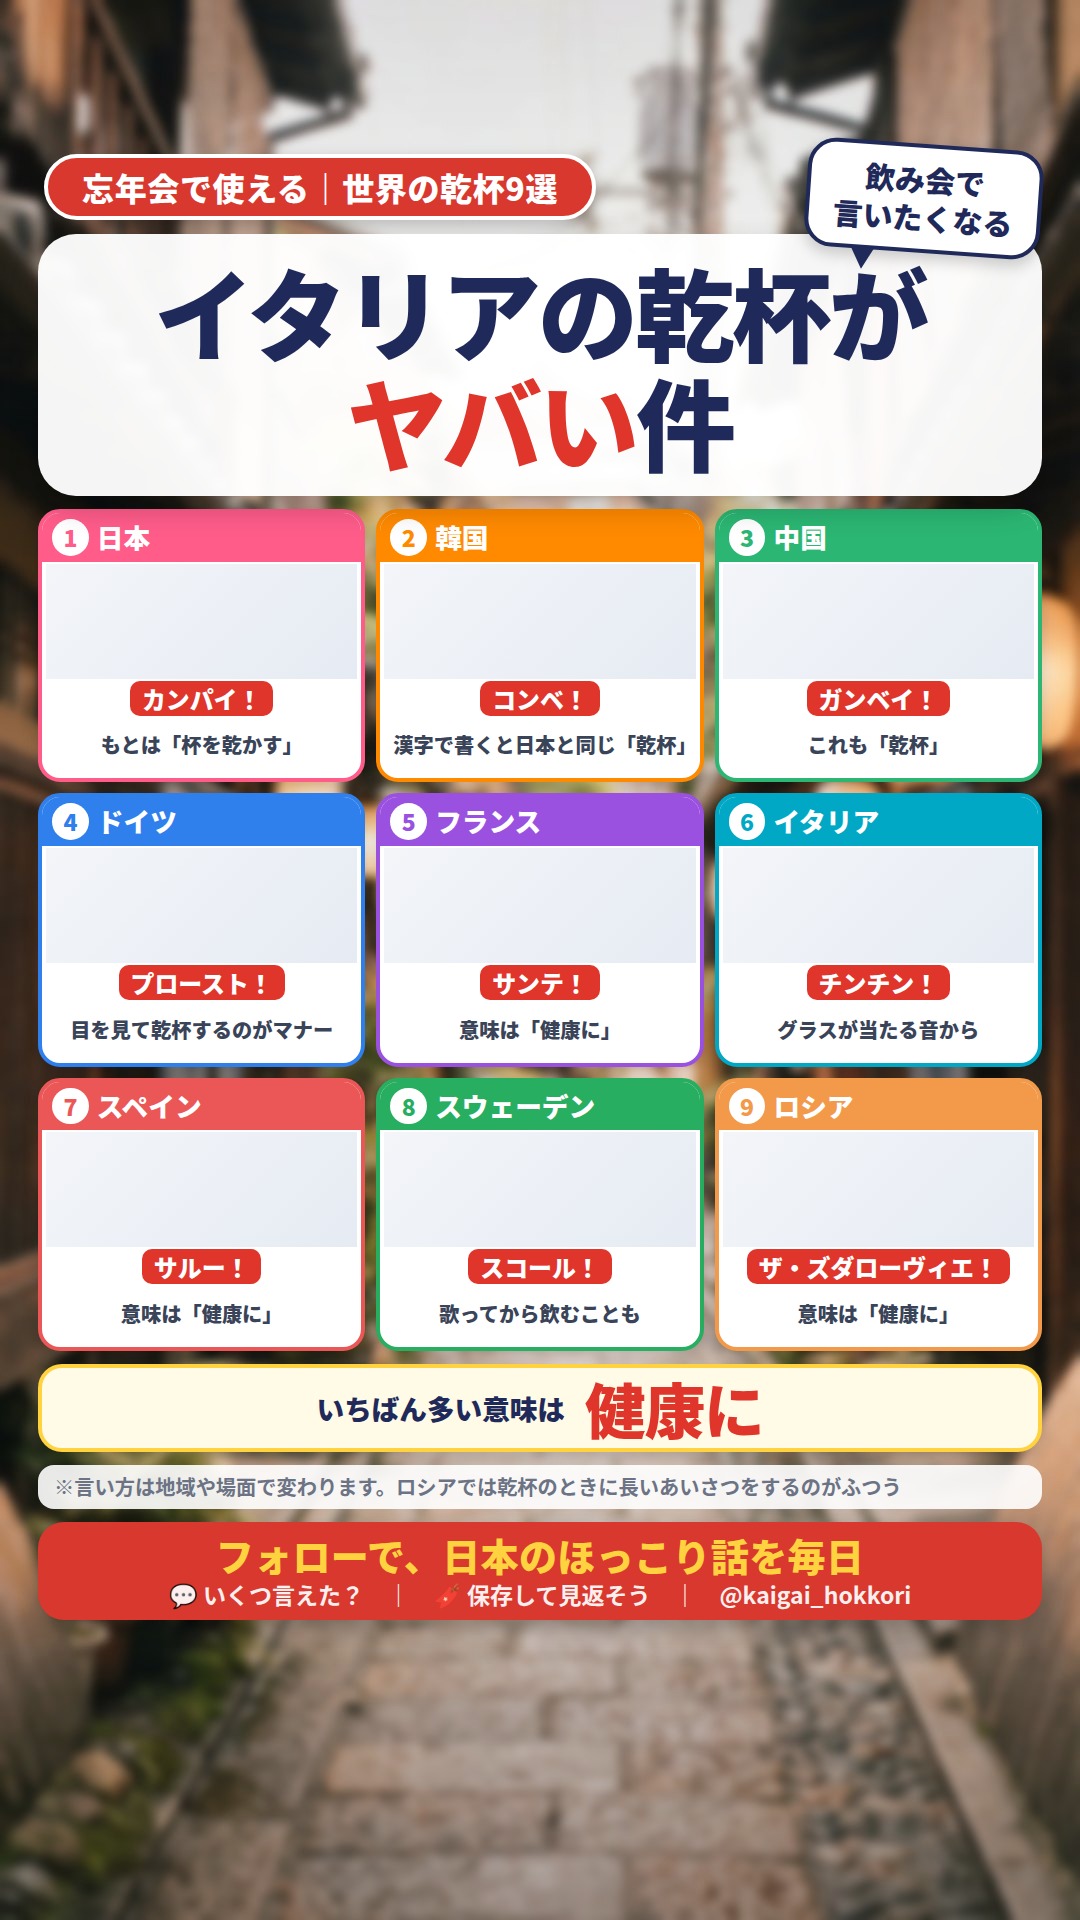 忘年会で使える｜世界の乾杯9選
飲み会で
言いたくなる
イタリアの乾杯が
ヤバい件
1 日本
カンパイ！
もとは「杯を乾かす」
2 韓国
コンベ！
漢字で書くと日本と同じ「乾杯」
3 中国
ガンベイ！
これも「乾杯」
4 ドイツ
プロースト！
目を見て乾杯するのがマナー
5 フランス
サンテ！
意味は「健康に」
6 イタリア
チンチン！
グラスが当たる音から
7 スペイン
サルー！
意味は「健康に」
8 スウェーデン
スコール！
歌ってから飲むことも
9 ロシア
ザ・ズダローヴィエ！
意味は「健康に」
いちばん多い意味は 健康に
※言い方は地域や場面で変わります。ロシアでは乾杯のときに長いあいさつをするのがふつう
フォローで、日本のほっこり話を毎日
💬 いくつ言えた？ ｜ 🔖 保存して見返そう ｜ @kaigai_hokkori